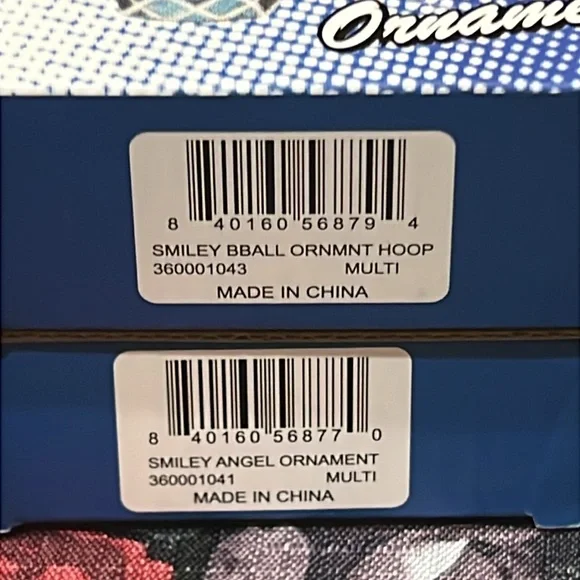 Orname
8 40160 56879 4
SMILEY BBALL ORNMNT HOOP
360001043 MULTI
MADE IN CHINA
8 40160 56877 0
SMILEY ANGEL ORNAMENT
360001041 MULTI
MADE IN CHINA